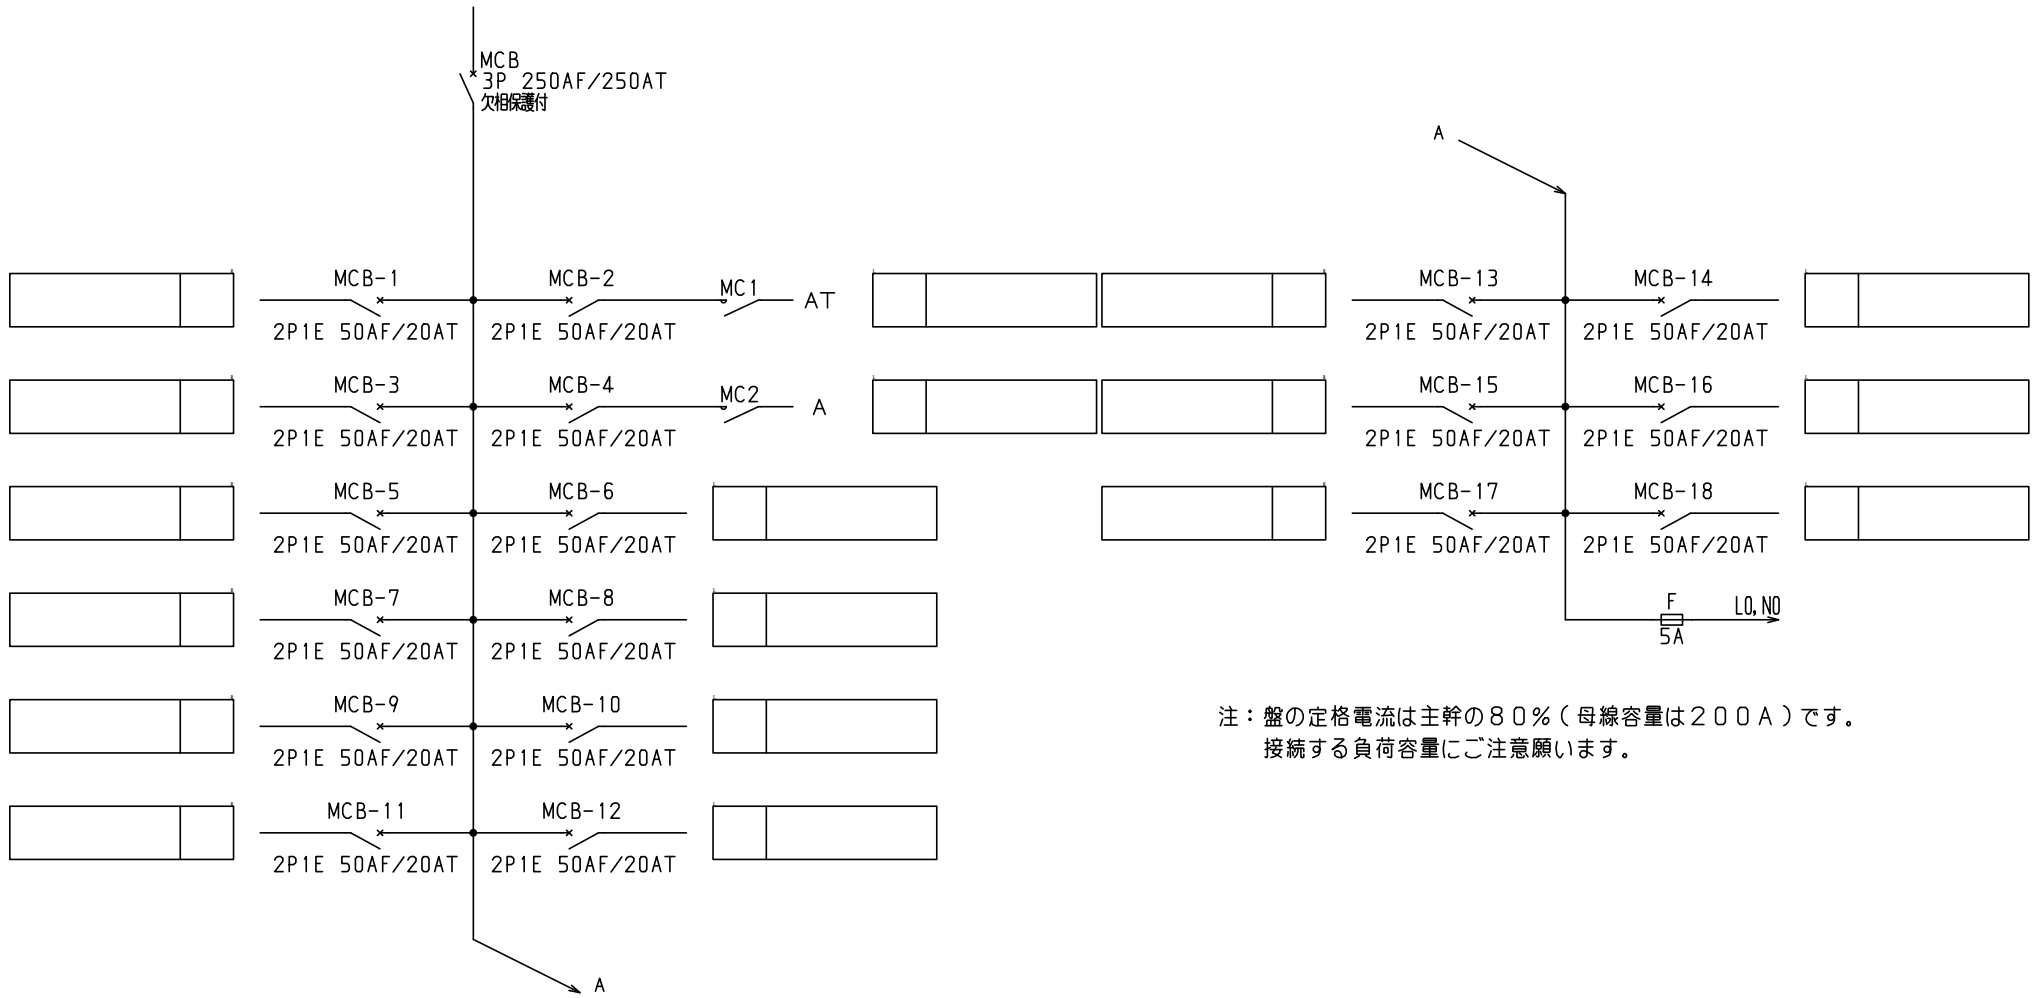 MCB
3P 250AF/250AT
欠相保護付
MCB-1
MCB-2
MC1
AT
2P1E 50AF/20AT
2P1E 50AF/20AT
MCB-3
MCB-4
MC2
A
2P1E 50AF/20AT
2P1E 50AF/20AT
MCB-5
MCB-6
2P1E 50AF/20AT
2P1E 50AF/20AT
MCB-7
MCB-8
2P1E 50AF/20AT
2P1E 50AF/20AT
MCB-9
MCB-10
2P1E 50AF/20AT
2P1E 50AF/20AT
MCB-11
MCB-12
2P1E 50AF/20AT
2P1E 50AF/20AT
A
A
MCB-13
MCB-14
2P1E 50AF/20AT
2P1E 50AF/20AT
MCB-15
MCB-16
2P1E 50AF/20AT
2P1E 50AF/20AT
MCB-17
MCB-18
2P1E 50AF/20AT
2P1E 50AF/20AT
F
L0,N0
5A
注：盤の定格電流は主幹の８０％（母線容量は２００Ａ）です。
接続する負荷容量にご注意願います。